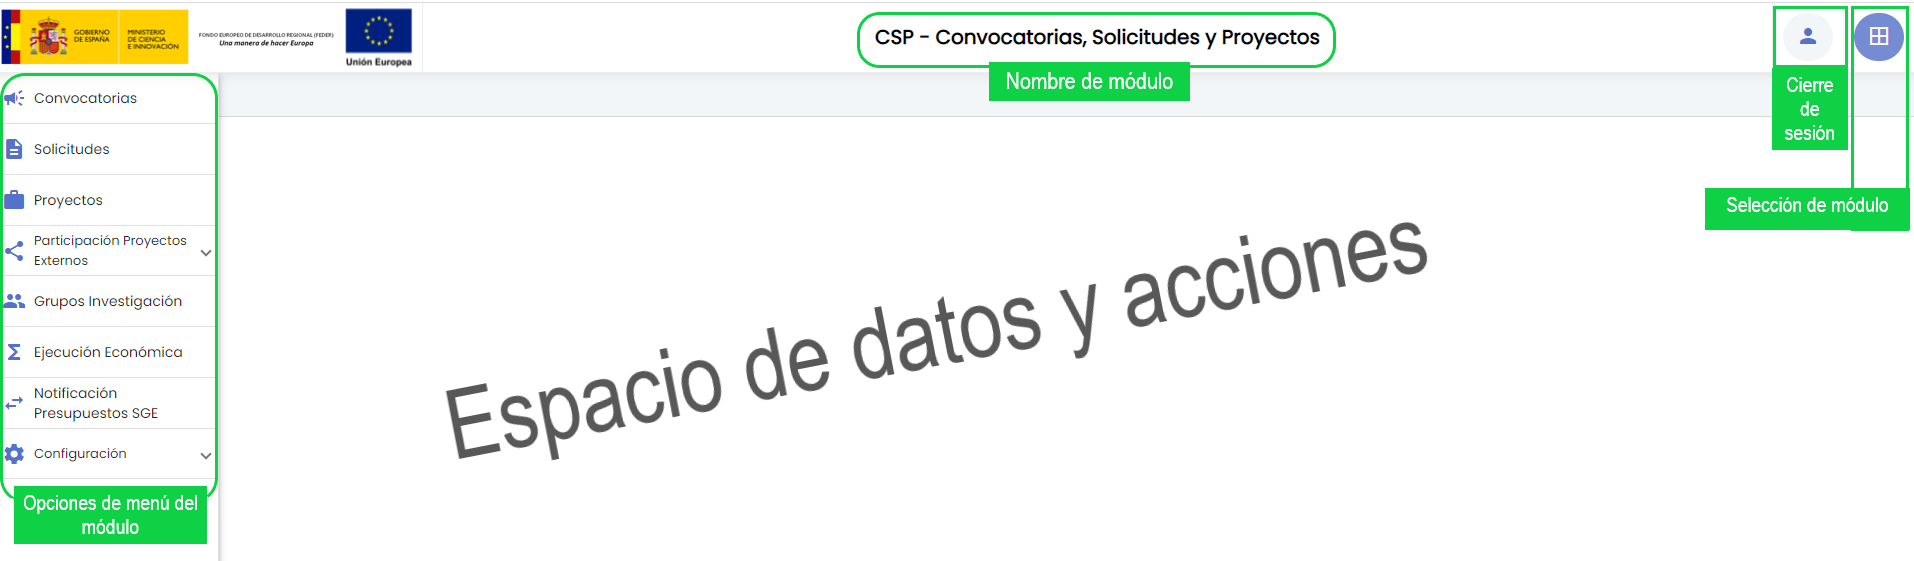 GOBIERNO
DE ESPAÑA
MINISTERIO
DE CIENCIA
E INNOVACIÓN
FONDO EUROPEO DE DESARROLLO REGIONAL (FEDER)
Una manera de hacer Europa
Unión Europea
CSP - Convocatorias, Solicitudes y Proyectos
Nombre de módulo
Cierre
de
sesión
Selección de módulo
Convocatorias
Solicitudes
Proyectos
Participación Proyectos
Externos
Grupos Investigación
Ejecución Económica
Notificación
Presupuestos SGE
Configuración
Opciones de menú del
módulo
Espacio de datos y acciones